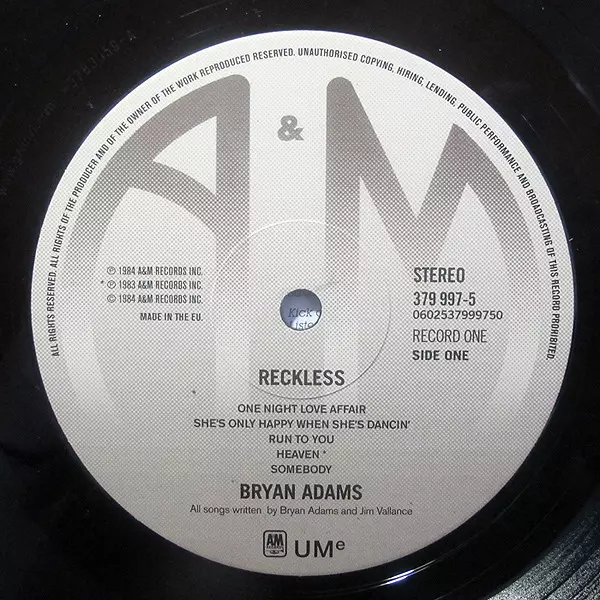 ALL RIGHTS RESERVED. ALL RIGHTS OF THE PRODUCER AND OF THE OWNER OF THE WORK REPRODUCED RESERVED. UNAUTHORISED COPYING, HIRING, LENDING, PUBLIC PERFORMANCE AND BROADCASTING OF THIS RECORD PROHIBITED.
A & M
℗ 1984 A&M RECORDS INC.
* ℗ 1983 A&M RECORDS INC.
© 1984 A&M RECORDS INC.
MADE IN THE EU.
STEREO
379 997-5
0602537999750
RECORD ONE
SIDE ONE
Kick
Liste
RECKLESS
ONE NIGHT LOVE AFFAIR
SHE'S ONLY HAPPY WHEN SHE'S DANCIN'
RUN TO YOU
HEAVEN *
SOMEBODY
BRYAN ADAMS
All songs written by Bryan Adams and Jim Vallance
AM
RECORDS
UMe